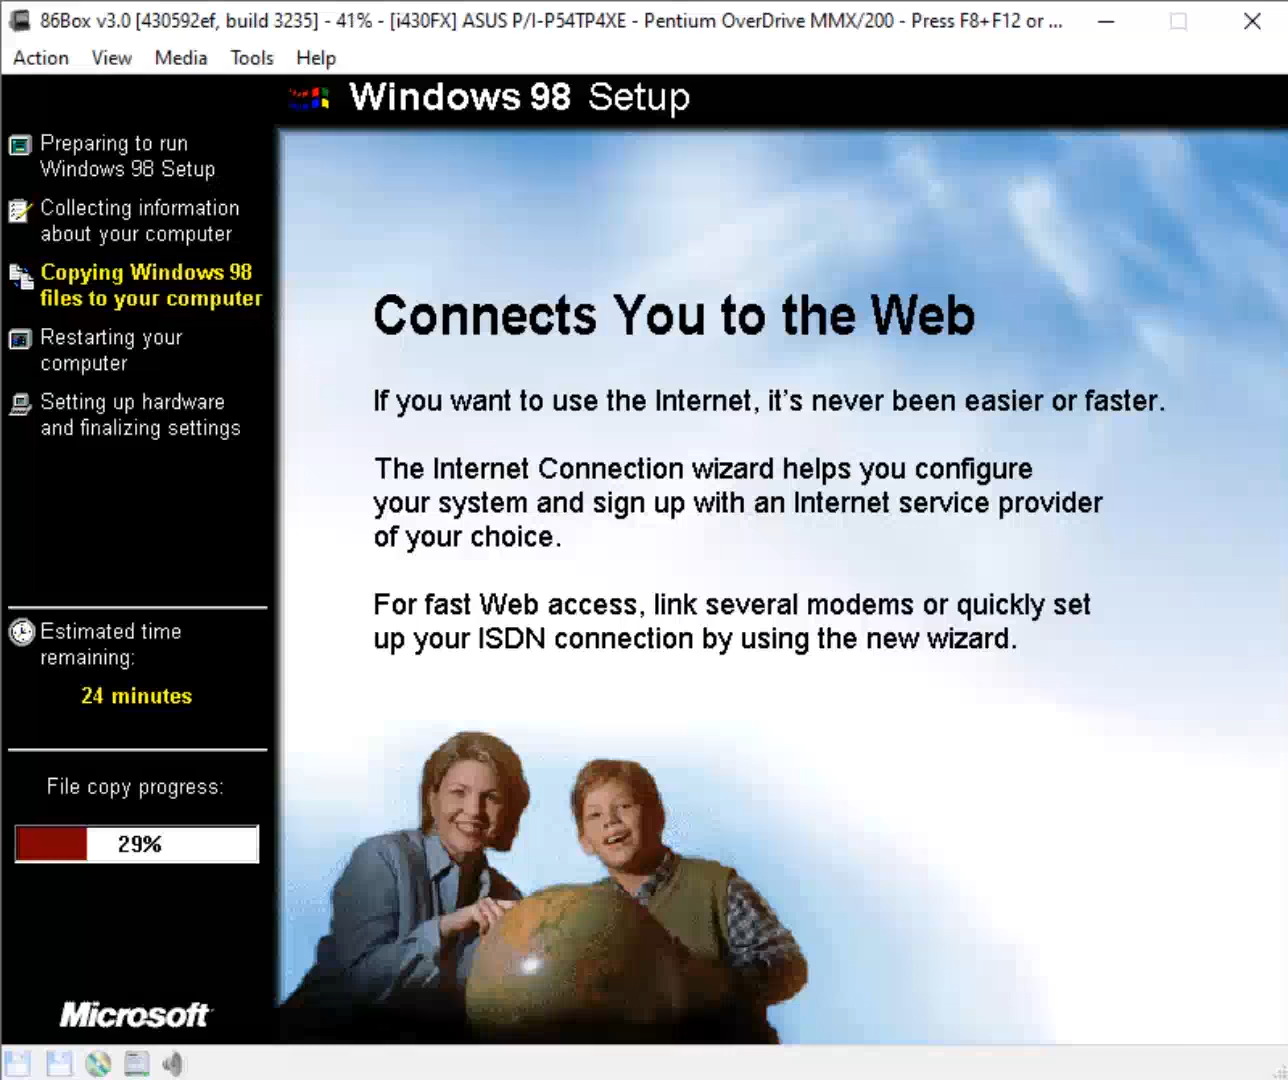 86Box v3.0 [430592ef, build 3235] - 41% - [i430FX] ASUS P/I-P54TP4XE - Pentium OverDrive MMX/200 - Press F8+F12 or ...
Action View Media Tools Help
Windows 98 Setup
Preparing to run
Windows 98 Setup
Collecting information
about your computer
Copying Windows 98
files to your computer
Restarting your
computer
Setting up hardware
and finalizing settings
Estimated time
remaining:
24 minutes
File copy progress:
29%
Microsoft
Connects You to the Web
If you want to use the Internet, it's never been easier or faster.
The Internet Connection wizard helps you configure
your system and sign up with an Internet service provider
of your choice.
For fast Web access, link several modems or quickly set
up your ISDN connection by using the new wizard.